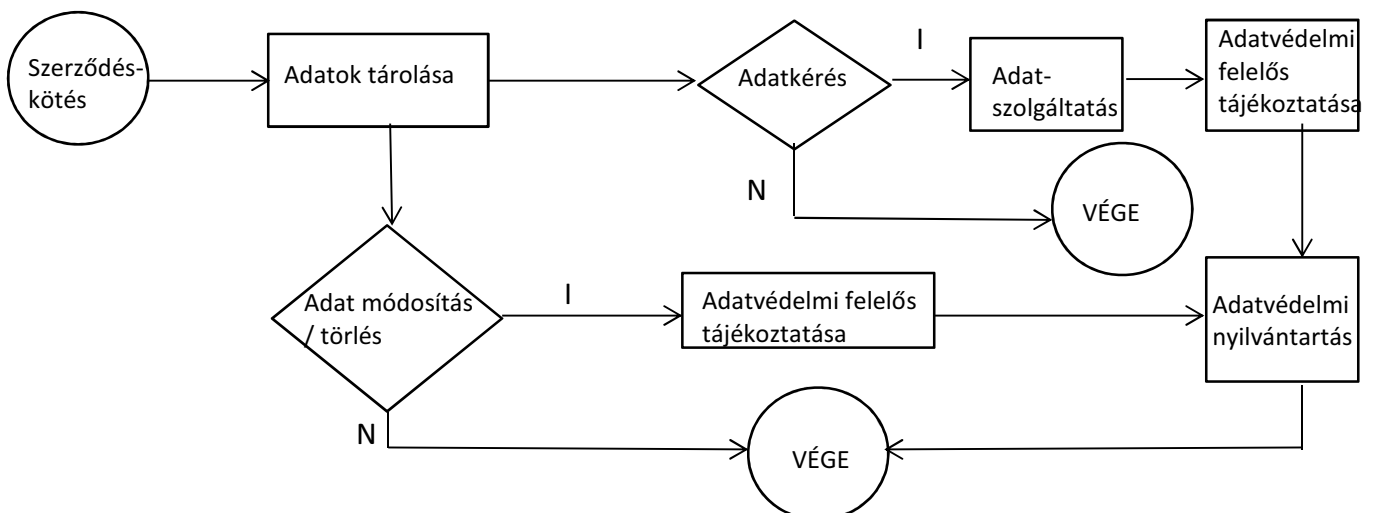 Szerződés-
kötés
Adatok tárolása
Adatkérés
I
Adat-
szolgáltatás
Adatvédelmi
felelős
tájékoztatása
N
VÉGE
Adat módosítás
/ törlés
I
Adatvédelmi felelős
tájékoztatása
Adatvédelmi
nyilvántartás
N
VÉGE